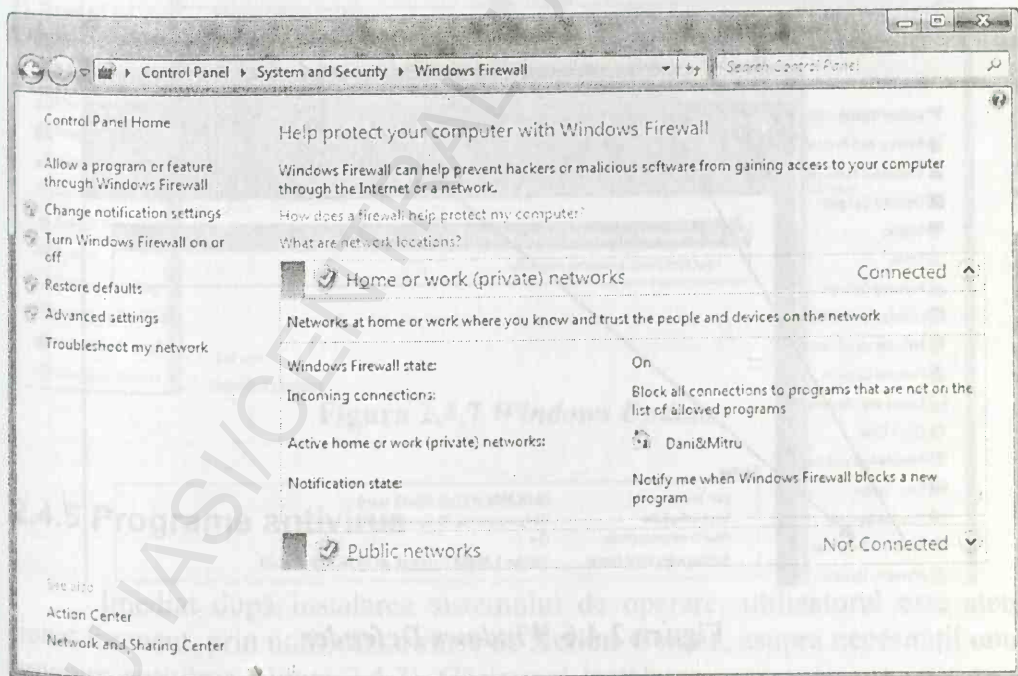 Control Panel ▸ System and Security ▸ Windows Firewall
Search Control Panel
Control Panel Home
Allow a program or feature
through Windows Firewall
Change notification settings
Turn Windows Firewall on or
off
Restore defaults
Advanced settings
Troubleshoot my network
See also
Action Center
Network and Sharing Center
Help protect your computer with Windows Firewall
Windows Firewall can help prevent hackers or malicious software from gaining access to your computer
through the Internet or a network.
How does a firewall help protect my computer?
What are network locations?
Home or work (private) networks
Connected
Networks at home or work where you know and trust the people and devices on the network
Windows Firewall state:
On
Incoming connections:
Block all connections to programs that are not on the
list of allowed programs
Active home or work (private) networks:
Dani&Mitru
Notification state:
Notify me when Windows Firewall blocks a new
program
Public networks
Not Connected
2.4.5 Programe antivirus
Imediat după instalarea sistemului de operare, utilizatorul este
IASI/CENTRAL